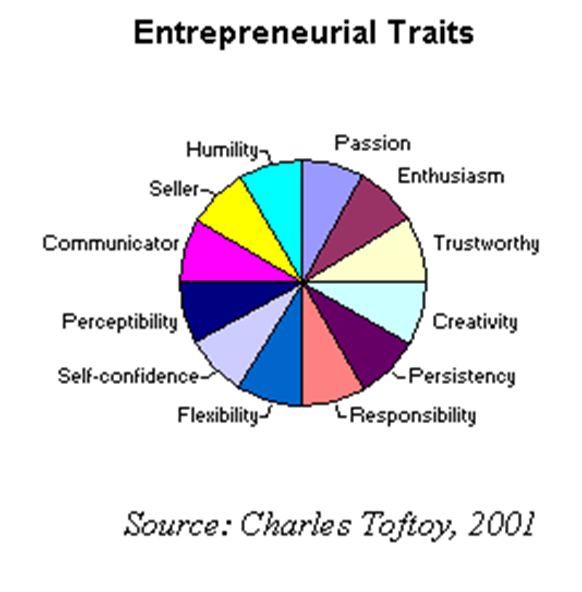 Entrepreneurial Traits
Passion
Humility
Enthusiasm
Seller
Communicator
Trustworthy
Perceptibility
Creativity
Self-confidence
Persistency
Flexibility
Responsibility
Source: Charles Toftoy, 2001